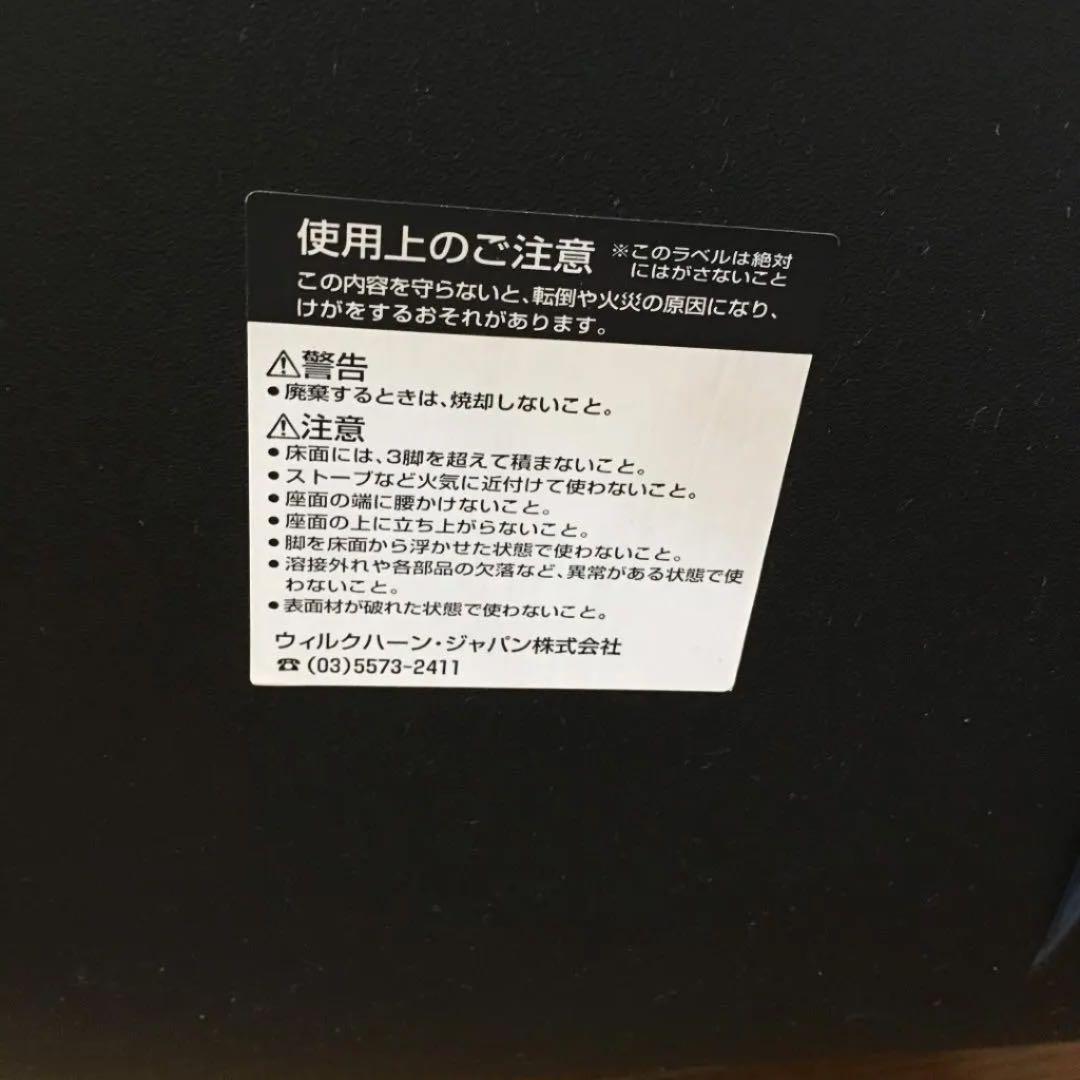 使用上のご注意 ※このラベルは絶対
にはがさないこと
この内容を守らないと、転倒や火災の原因になり、
けがをするおそれがあります。
⚠警告
●廃棄するときは、焼却しないこと。
⚠注意
●床面には、3脚を超えて積まないこと。
●ストーブなど火気に近付けて使わないこと。
●座面の端に腰かけないこと。
●座面の上に立ち上がらないこと。
●脚を床面から浮かせた状態で使わないこと。
●溶接外れや各部品の欠落など、異常がある状態で使
わないこと。
●表面材が破れた状態で使わないこと。
ウィルクハーン・ジャパン株式会社
☎(03)5573-2411